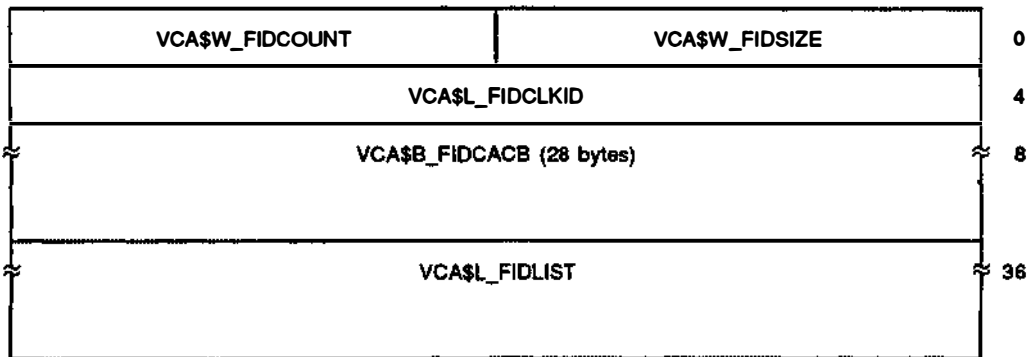 VCA$W_FIDCOUNT VCA$W_FIDSIZE 0
VCA$L_FIDCLKID 4
VCA$B_FIDCACB (28 bytes) 8
VCA$L_FIDLIST 36